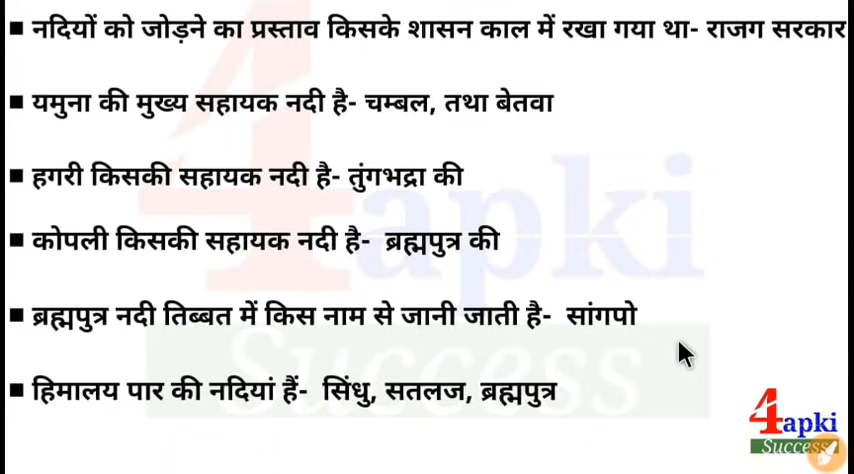 ■ नदियों को जोड़ने का प्रस्ताव किसके शासन काल में रखा गया था- राजग सरकार
■ यमुना की मुख्य सहायक नदी है- चम्बल, तथा बेतवा
■ हगरी किसकी सहायक नदी है- तुंगभद्रा की
■ कोपली किसकी सहायक नदी है- ब्रह्मपुत्र की
■ ब्रह्मपुत्र नदी तिब्बत में किस नाम से जानी जाती है- सांगपो
■ हिमालय पार की नदियां हैं- सिंधु, सतलज, ब्रह्मपुत्र
4apki
Success
4apki
Success